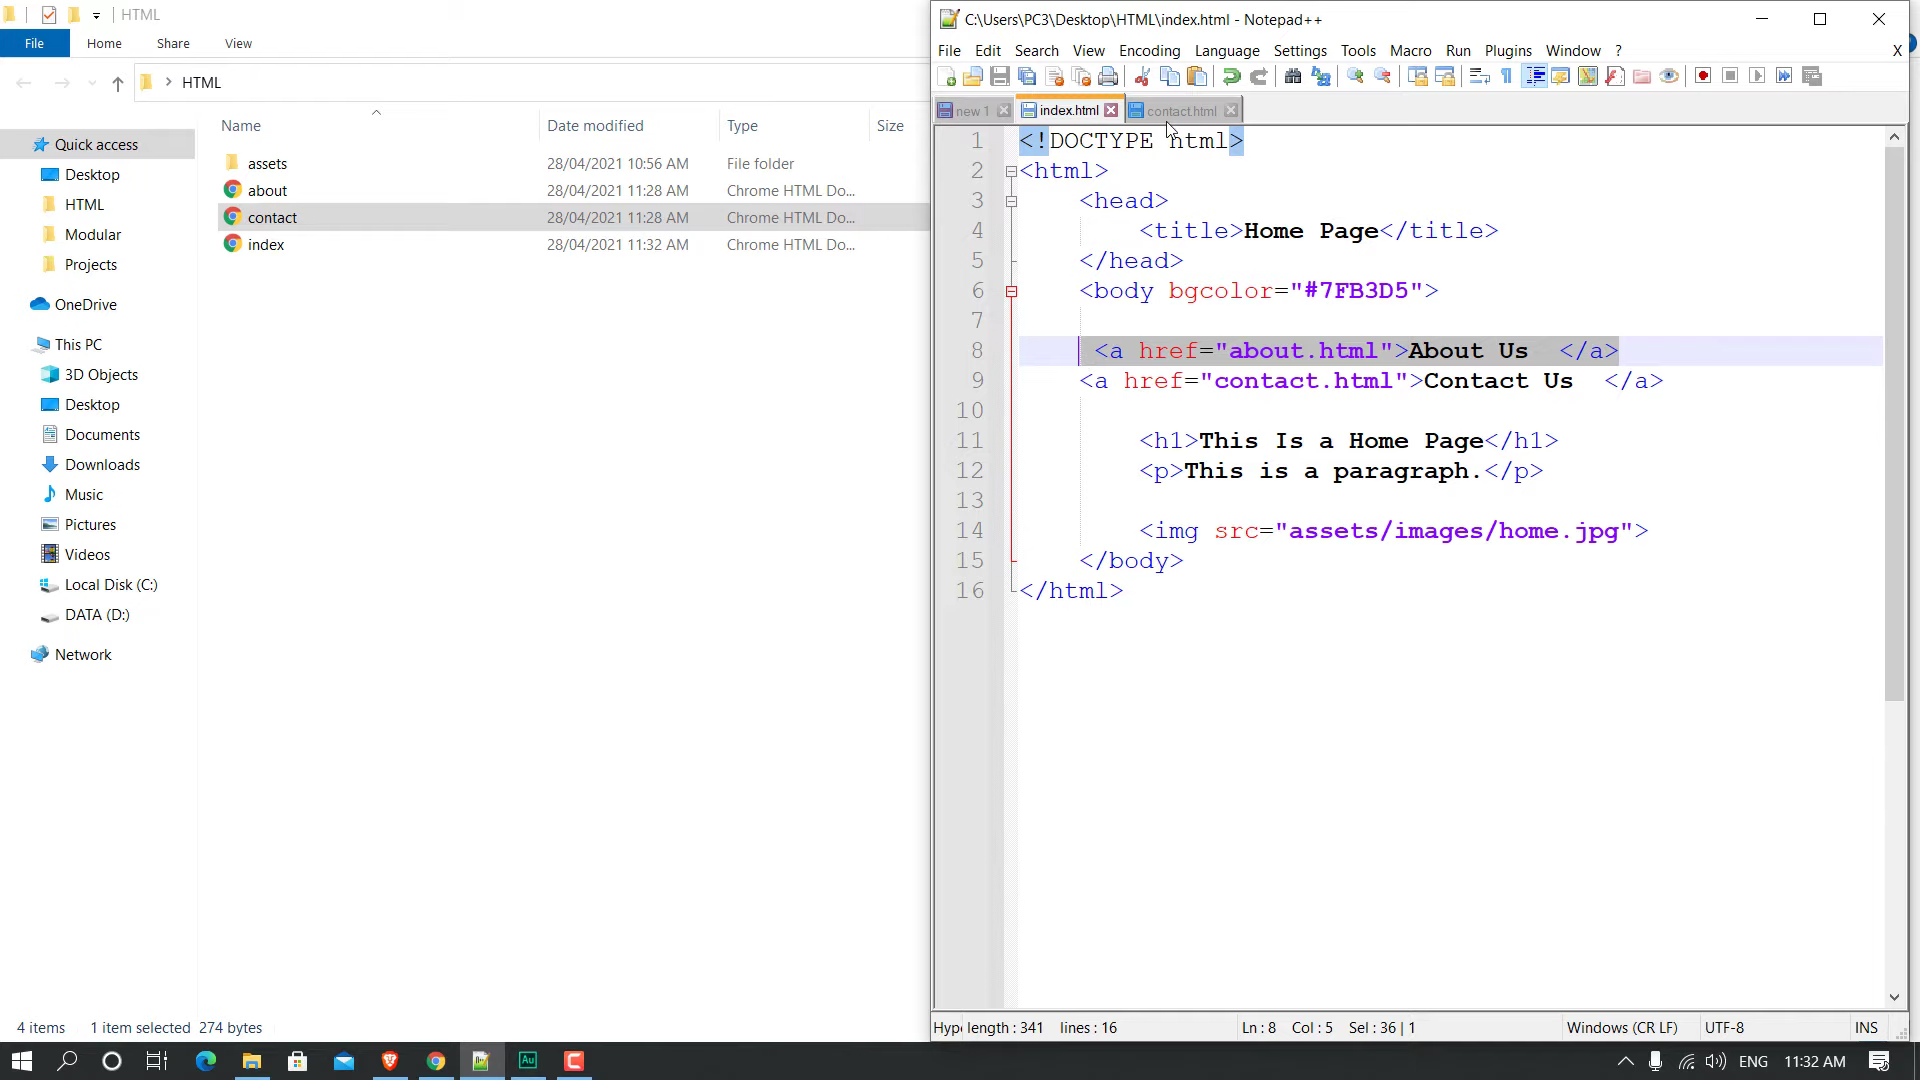 HTML
File Home Share View
HTML
Name Date modified Type Size
Quick access
Desktop
HTML
Modular
Projects
OneDrive
This PC
3D Objects
Desktop
Documents
Downloads
Music
Pictures
Videos
Local Disk (C:)
DATA (D:)
Network
assets 28/04/2021 10:56 AM File folder
about 28/04/2021 11:28 AM Chrome HTML Do...
contact 28/04/2021 11:28 AM Chrome HTML Do...
index 28/04/2021 11:32 AM Chrome HTML Do...
4 items 1 item selected 274 bytes
C:\Users\PC3\Desktop\HTML\index.html - Notepad++
File Edit Search View Encoding Language Settings Tools Macro Run Plugins Window ? X
new 1 index.html contact.html
1 <!DOCTYPE html>
2 <html>
3 <head>
4 <title>Home Page</title>
5 </head>
6 <body bgcolor="#7FB3D5">
7
8 <a href="about.html">About Us </a>
9 <a href="contact.html">Contact Us </a>
10
11 <h1>This Is a Home Page</h1>
12 <p>This is a paragraph.</p>
13
14 <img src="assets/images/home.jpg">
15 </body>
16 </html>
Hype length : 341 lines : 16 Ln : 8 Col : 5 Sel : 36 | 1 Windows (CR LF) UTF-8 INS
Au ENG 11:32 AM